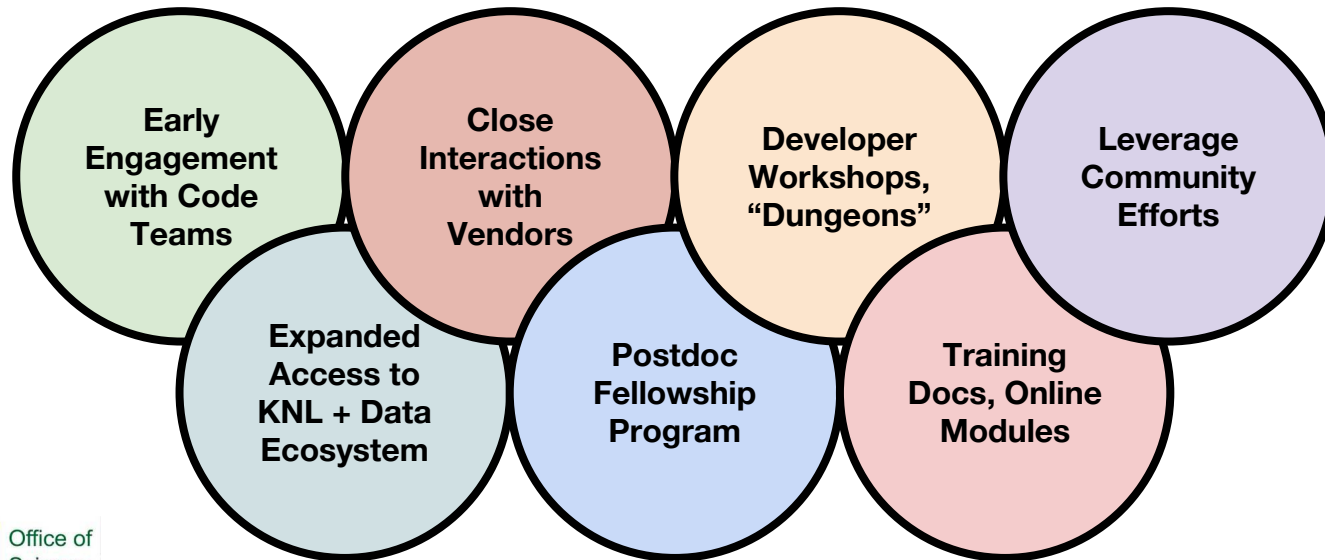 Early
Engagement
with Code
Teams
Close
Interactions
with
Vendors
Developer
Workshops,
“Dungeons”
Leverage
Community
Efforts
Expanded
Access to
KNL + Data
Ecosystem
Postdoc
Fellowship
Program
Training
Docs, Online
Modules
Office of